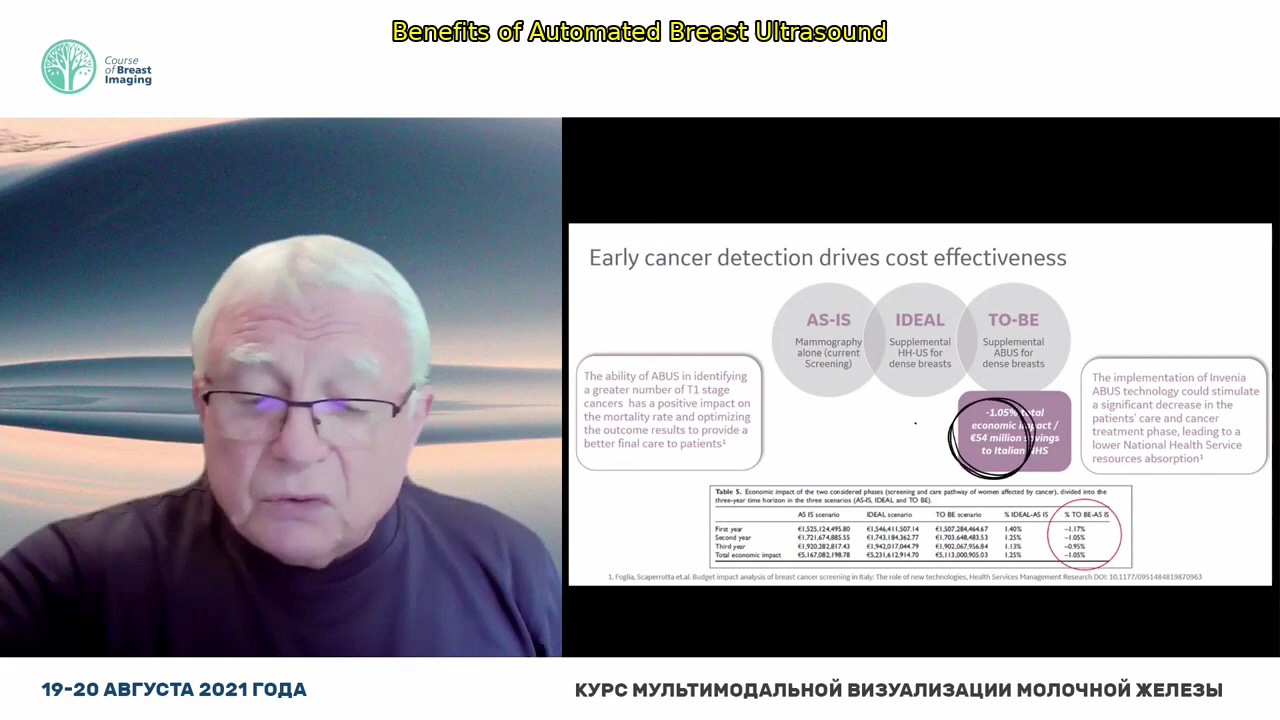 Benefits of Automated Breast Ultrasound
Course
of Breast
Imaging
Early cancer detection drives cost effectiveness
AS-IS
Mammography
alone (current
Screening)
IDEAL
Supplemental
HH-US for
dense breasts
TO-BE
Supplemental
ABUS for
dense breasts
The ability of ABUS in identifying
a greater number of T1 stage
cancers has a positive impact on
the mortality rate and optimizing
the outcome results to provide a
better final care to patients¹
-1.05% total
economic impact /
€54 million savings
to Italian NHS
The implementation of Invenia
ABUS technology could stimulate
a significant decrease in the
patients' care and cancer
treatment phase, leading to a
lower National Health Service
resources absorption¹
Table 5. Economic impact of the two considered phases (screening and care pathway of women affected by cancer), divided into the
three-year time horizon in the three scenarios (AS-IS, IDEAL and TO BE).
AS IS scenario IDEAL scenario TO BE scenario % IDEAL-AS IS % TO BE-AS IS
First year €1,525,124,495.80 €1,546,411,507.14 €1,507,284,464.67 1.40% −1.17%
Second year €1,721,674,885.55 €1,743,184,362.77 €1,703,648,483.53 1.25% −1.05%
Third year €1,920,282,817.43 €1,942,017,044.79 €1,902,067,956.84 1.13% −0.95%
Total economic impact €5,167,082,198.78 €5,231,612,914.70 €5,113,000,905.03 1.25% −1.05%
1. Foglia, Scaperrotta et.al. Budget impact analysis of breast cancer screening in Italy: The role of new technologies, Health Services Management Research DOI: 10.1177/0951484819870963
19-20 АВГУСТА 2021 ГОДА
КУРС МУЛЬТИМОДАЛЬНОЙ ВИЗУАЛИЗАЦИИ МОЛОЧНОЙ ЖЕЛЕЗЫ